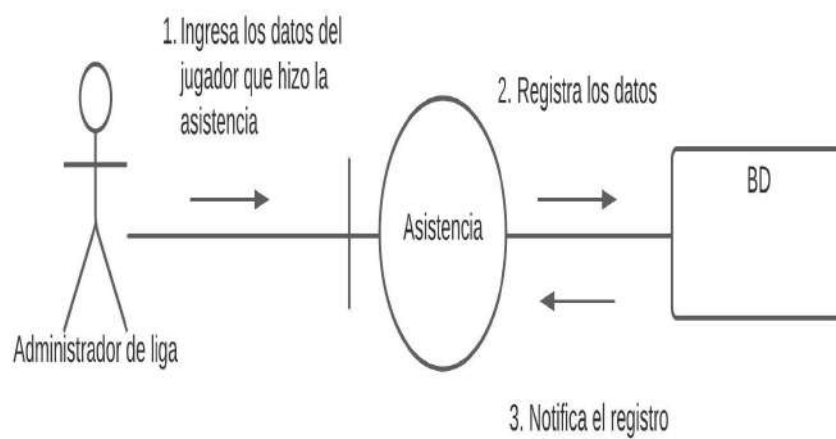 1. Ingresa los datos del
jugador que hizo la
asistencia
2. Registra los datos
BD
Asistencia
Administrador de liga
3. Notifica el registro